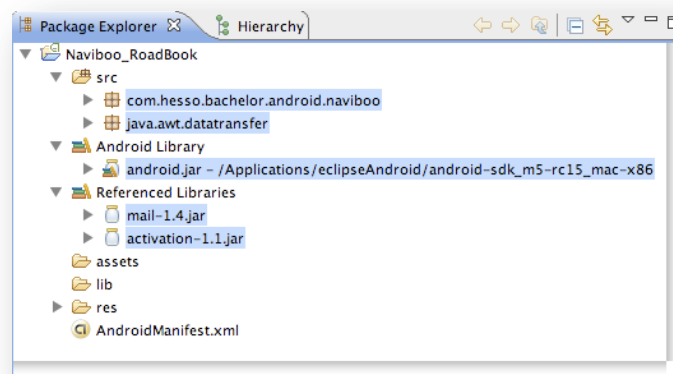 Package Explorer
Hierarchy
Naviboo_RoadBook
src
com.hesso.bachelor.android.naviboo
java.awt.datatransfer
Android Library
android.jar – /Applications/eclipseAndroid/android-sdk_m5-rc15_mac-x86
Referenced Libraries
mail-1.4.jar
activation-1.1.jar
assets
lib
res
AndroidManifest.xml